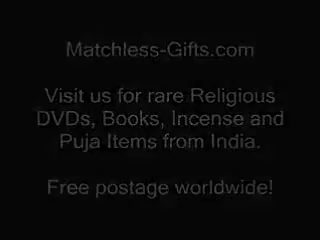 Matchless-Gifts.com
Visit us for rare Religious
DVDs, Books, Incense and
Puja Items from India.
Free postage worldwide!